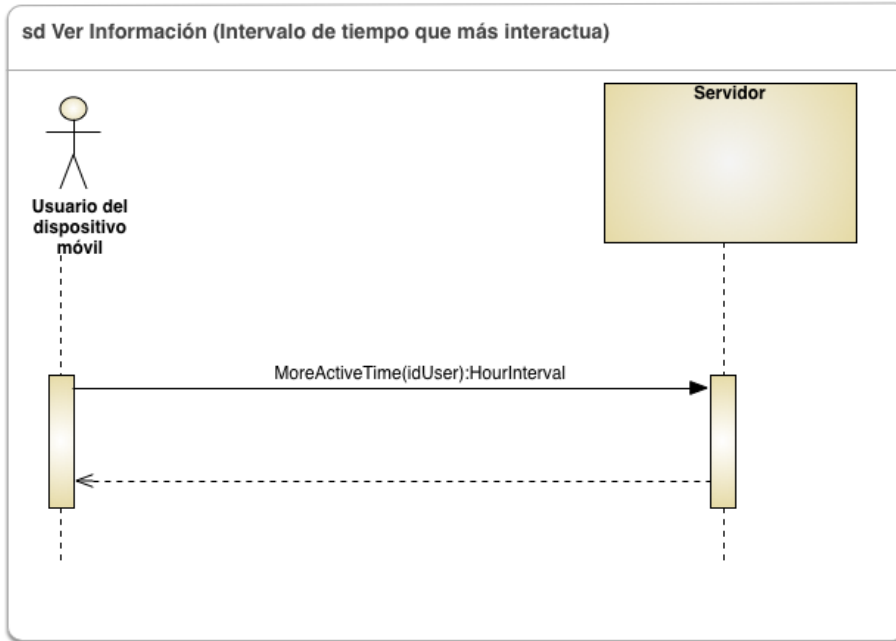 sd Ver Información (Intervalo de tiempo que más interactua)
Servidor
Usuario del
dispositivo
móvil
MoreActiveTime(idUser):HourInterval